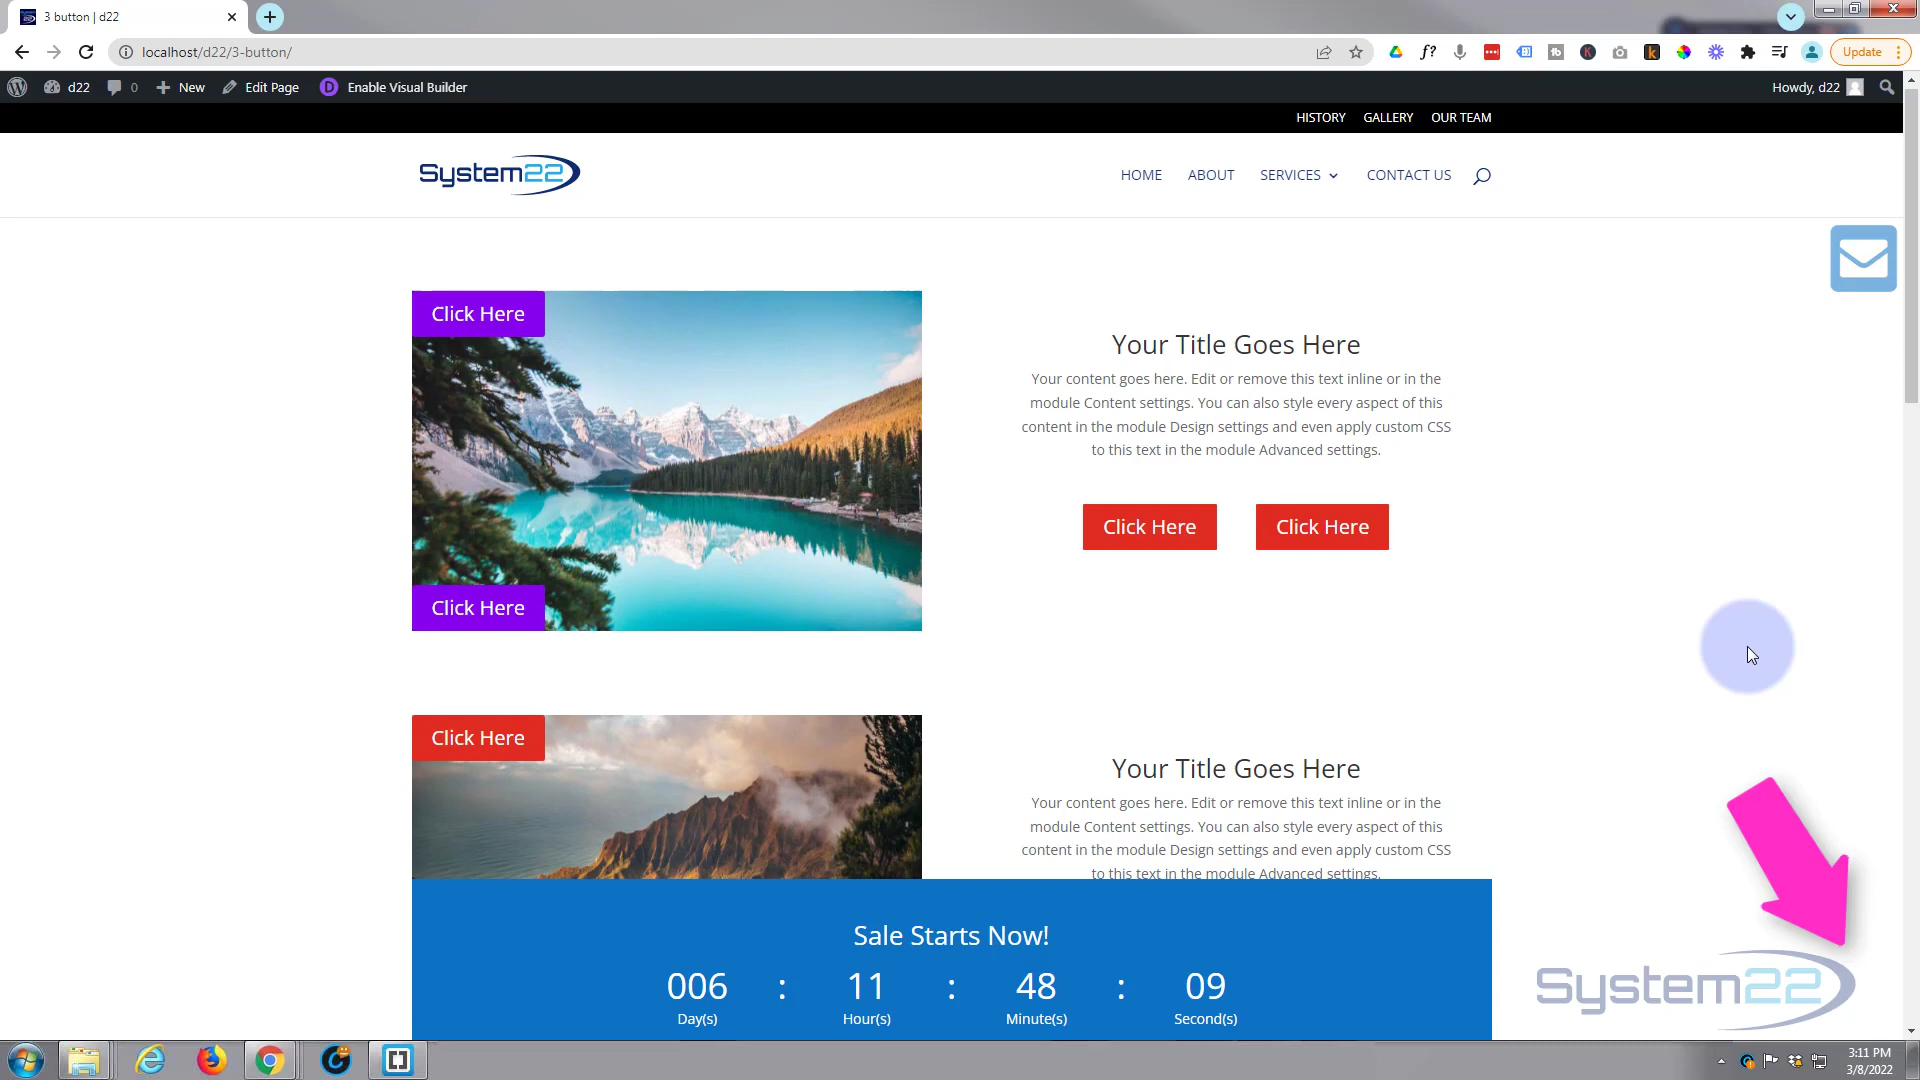 3 button | d22
localhost/d22/3-button/
Update
d22
0
New
Edit Page
Enable Visual Builder
Howdy, d22
HISTORY
GALLERY
OUR TEAM
System22
HOME
ABOUT
SERVICES
CONTACT US
Click Here
Your Title Goes Here
Your content goes here. Edit or remove this text inline or in the
module Content settings. You can also style every aspect of this
content in the module Design settings and even apply custom CSS
to this text in the module Advanced settings.
Click Here
Click Here
Click Here
Click Here
Your Title Goes Here
Your content goes here. Edit or remove this text inline or in the
module Content settings. You can also style every aspect of this
content in the module Design settings and even apply custom CSS
to this text in the module Advanced settings.
Sale Starts Now!
006 : 11 : 48 : 09
Day(s) Hour(s) Minute(s) Second(s)
System22
3:11 PM
3/8/2022